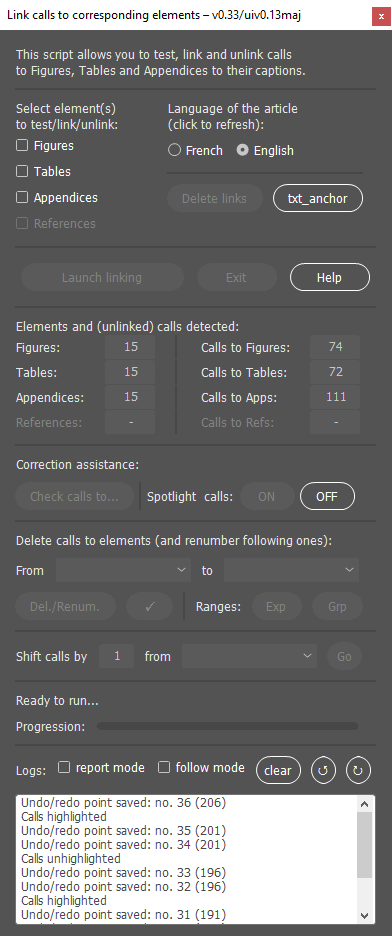 Link calls to corresponding elements – v0.33/uiv0.13maj
x
This script allows you to test, link and unlink calls
to Figures, Tables and Appendices to their captions.
Select element(s)
to test/link/unlink:
Figures
Tables
Appendices
References
Language of the article
(click to refresh):
French
English
Delete links
txt_anchor
Launch linking
Exit
Help
Elements and (unlinked) calls detected:
Figures: 15 Calls to Figures: 74
Tables: 15 Calls to Tables: 72
Appendices: 15 Calls to Apps: 111
References: - Calls to Refs: -
Correction assistance:
Check calls to... Spotlight calls: ON OFF
Delete calls to elements (and renumber following ones):
From to
Del./Renum. ✓ Ranges: Exp Grp
Shift calls by 1 from Go
Ready to run...
Progression:
Logs: report mode follow mode clear ↺ ↻
Undo/redo point saved: no. 36 (206)
Calls highlighted
Undo/redo point saved: no. 35 (201)
Undo/redo point saved: no. 34 (201)
Calls unhighlighted
Undo/redo point saved: no. 33 (196)
Undo/redo point saved: no. 32 (196)
Calls highlighted
Undo/redo point saved: no. 31 (191)